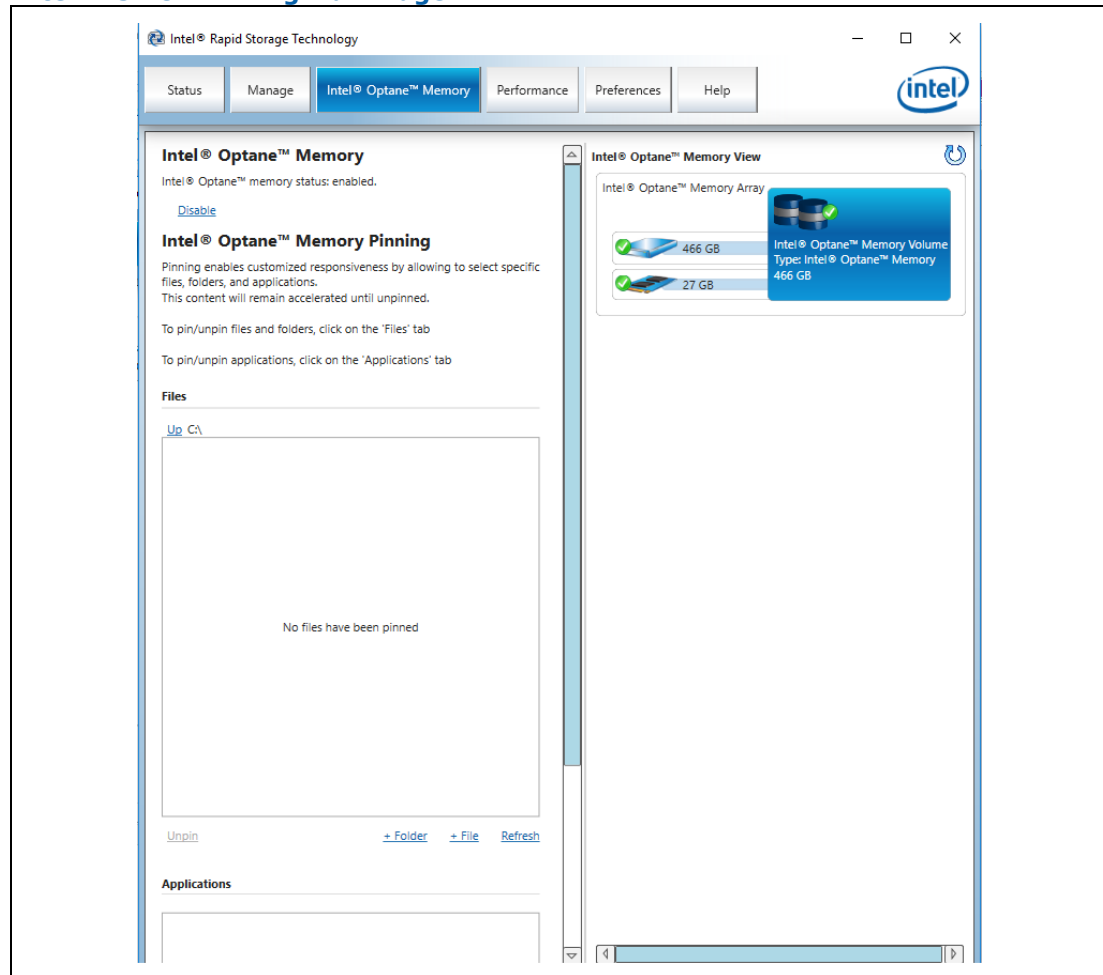 Intel® Rapid Storage Technology
Status
Manage
Intel® Optane™ Memory
Performance
Preferences
Help
intel
Intel® Optane™ Memory
Intel® Optane™ memory status: enabled.
Disable
Intel® Optane™ Memory Pinning
Pinning enables customized responsiveness by allowing to select specific
files, folders, and applications.
This content will remain accelerated until unpinned.
To pin/unpin files and folders, click on the 'Files' tab
To pin/unpin applications, click on the 'Applications' tab
Files
Up C:\
No files have been pinned
Unpin
+ Folder
+ File
Refresh
Applications
Intel® Optane™ Memory View
Intel® Optane™ Memory Array
466 GB
27 GB
Intel® Optane™ Memory Volume
Type: Intel® Optane™ Memory
466 GB